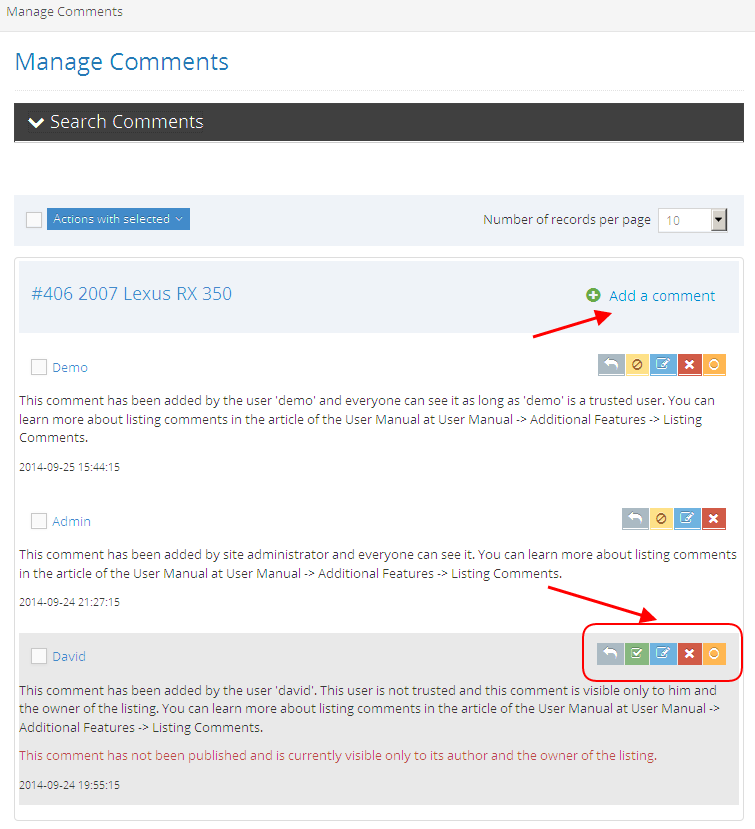 Manage Comments
Manage Comments
Search Comments
Actions with selected
Number of records per page 10
#406 2007 Lexus RX 350
Add a comment
Demo
This comment has been added by the user 'demo' and everyone can see it as long as 'demo' is a trusted user. You can
learn more about listing comments in the article of the User Manual at User Manual -> Additional Features -> Listing
Comments.
2014-09-25 15:44:15
Admin
This comment has been added by site administrator and everyone can see it. You can learn more about listing comments
in the article of the User Manual at User Manual -> Additional Features -> Listing Comments.
2014-09-24 21:27:15
David
This comment has been added by the user 'david'. This user is not trusted and this comment is visible only to him and
the owner of the listing. You can learn more about listing comments in the article of the User Manual at User Manual ->
Additional Features -> Listing Comments.
This comment has not been published and is currently visible only to its author and the owner of the listing.
2014-09-24 19:55:15